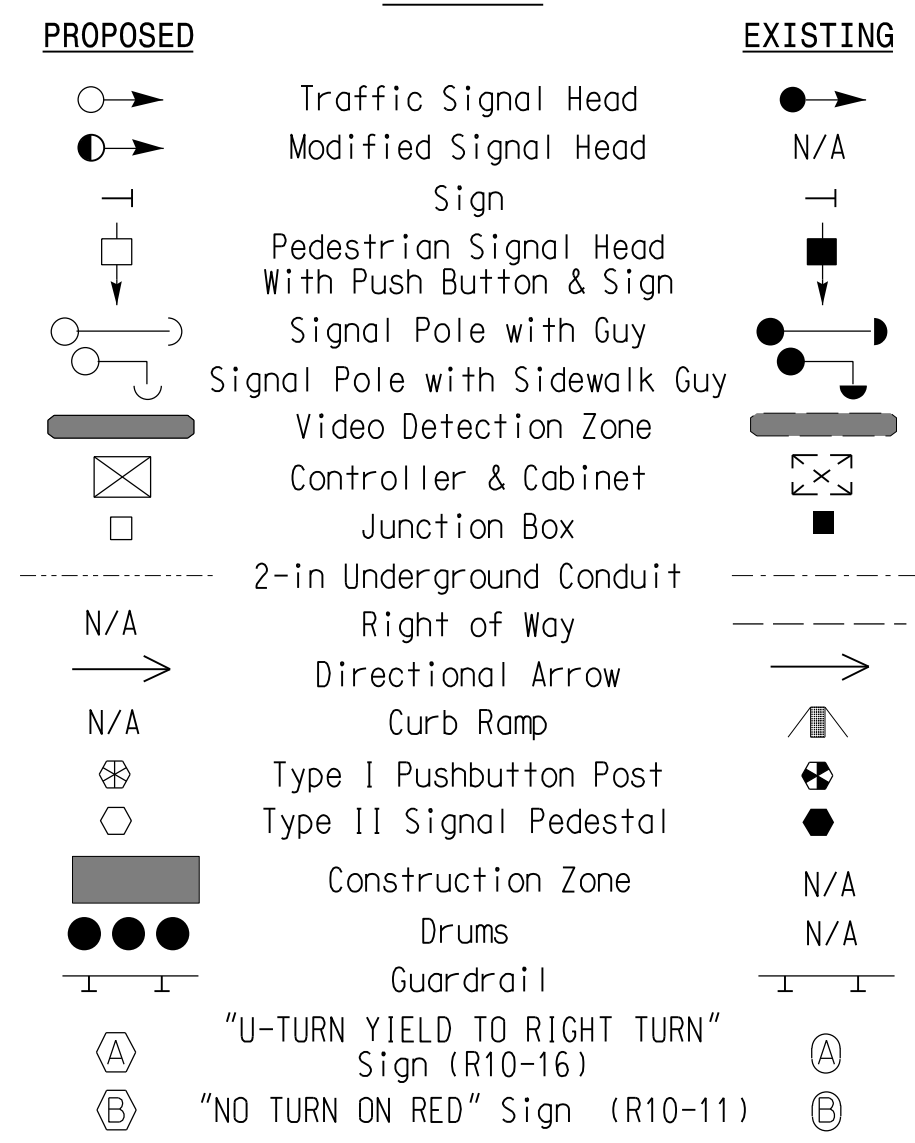 PROPOSED EXISTING
Traffic Signal Head
Modified Signal Head N/A
Sign
Pedestrian Signal Head
With Push Button & Sign
Signal Pole with Guy
Signal Pole with Sidewalk Guy
Video Detection Zone
Controller & Cabinet
Junction Box
2-in Underground Conduit
N/A Right of Way
Directional Arrow
N/A Curb Ramp
Type I Pushbutton Post
Type II Signal Pedestal
Construction Zone N/A
Drums N/A
Guardrail
"U-TURN YIELD TO RIGHT TURN"
A Sign (R10-16) A
B "NO TURN ON RED" Sign (R10-11) B